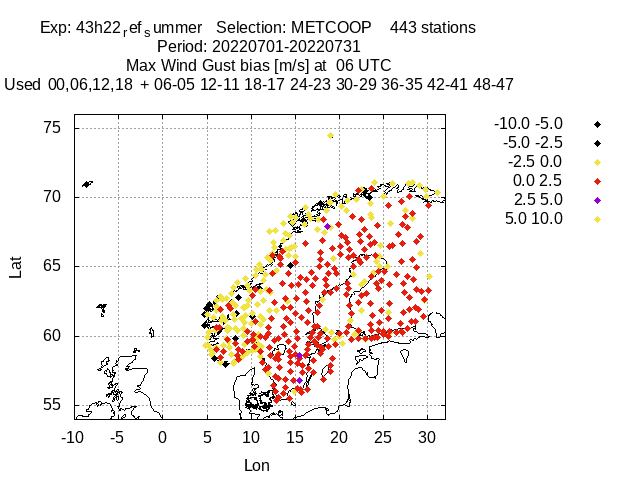 Exp: 43h22refsummer Selection: METCOOP 443 stations
Period: 20220701-20220731
Max Wind Gust bias [m/s] at 06 UTC
Used 00,06,12,18 + 06-05 12-11 18-17 24-23 30-29 36-35 42-41 48-47
75
70
65
60
55
Lat
-10 -5 0 5 10 15 20 25 30
Lon
-10.0 -5.0
-5.0 -2.5
-2.5 0.0
0.0 2.5
2.5 5.0
5.0 10.0